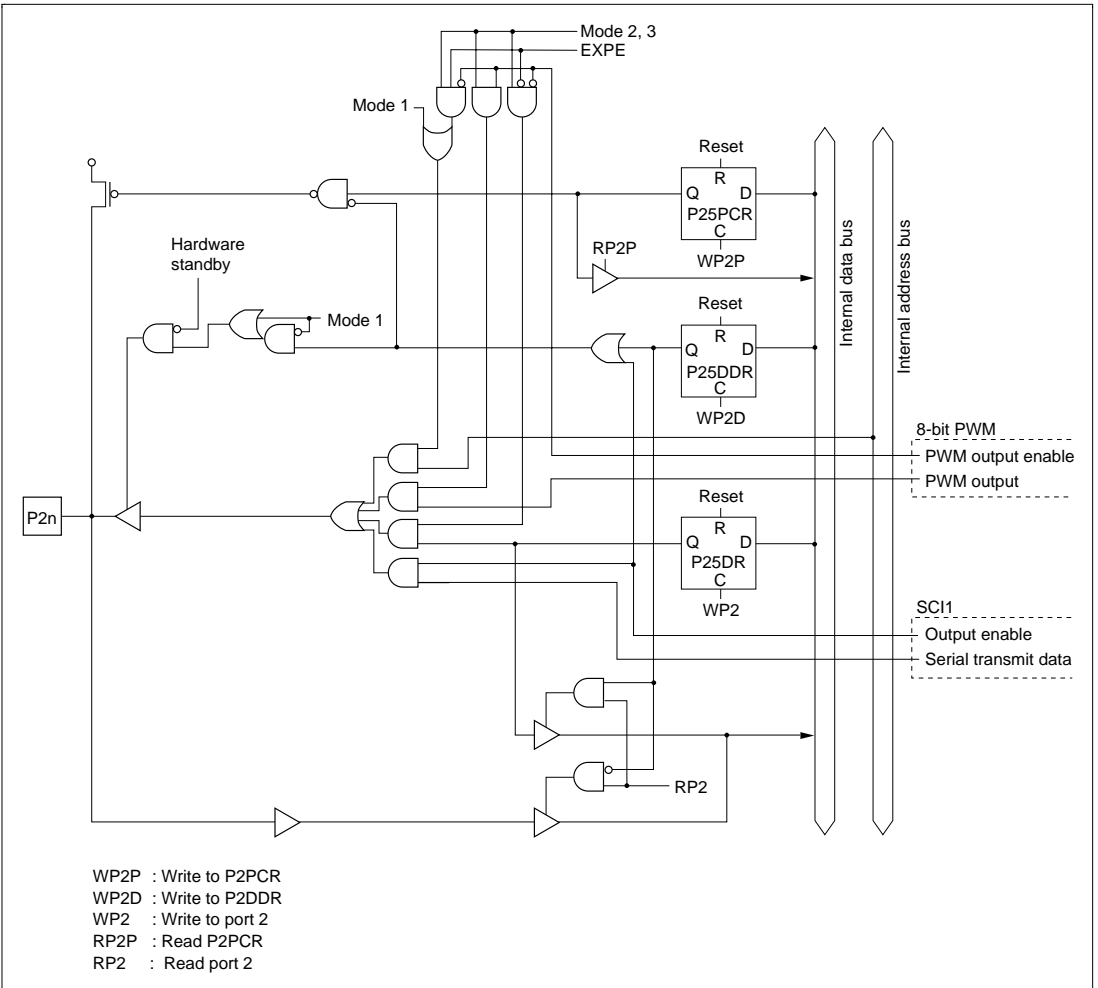 Mode 2, 3
EXPE
Mode 1
Reset
R
Q D
P25PCR
C
WP2P
RP2P
Hardware
standby
Mode 1
Reset
R
Q D
P25DDR
C
WP2D
Internal data bus
Internal address bus
8-bit PWM
PWM output enable
PWM output
P2n
Reset
R
Q D
P25DR
C
WP2
SCI1
Output enable
Serial transmit data
RP2
WP2P : Write to P2PCR
WP2D : Write to P2DDR
WP2 : Write to port 2
RP2P : Read P2PCR
RP2 : Read port 2